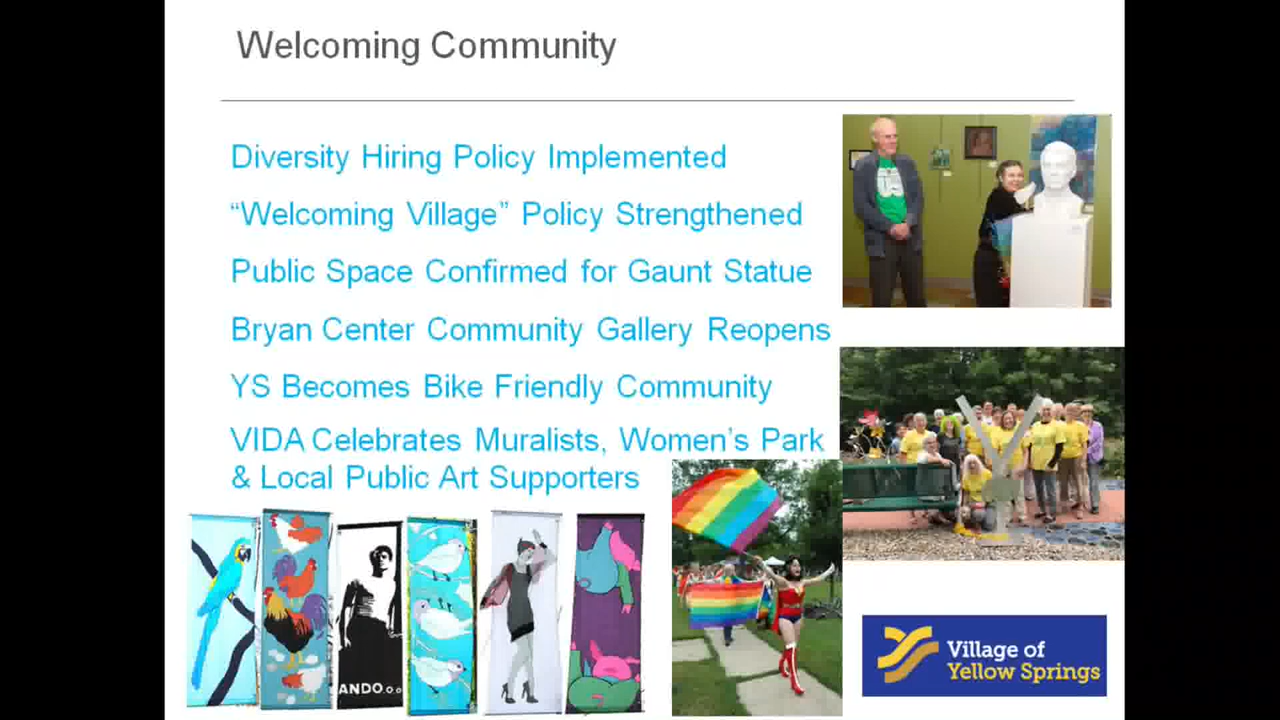 Welcoming Community
Diversity Hiring Policy Implemented
“Welcoming Village” Policy Strengthened
Public Space Confirmed for Gaunt Statue
Bryan Center Community Gallery Reopens
YS Becomes Bike Friendly Community
VIDA Celebrates Muralists, Women’s Park
& Local Public Art Supporters
ANDO.o.o
Village of
Yellow Springs